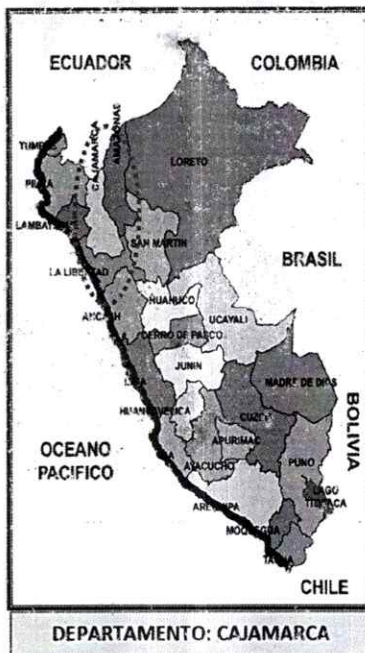 ECUADOR COLOMBIA
TUMBES
CAJAMARCA
AMAZONAS
LORETO
PIURA
LAMBAYEQUE
SAN MARTIN
LA LIBERTAD
BRASIL
ANCASH
HUANUCO
UCAYALI
CERRO DE PASCO
JUNIN
LIMA
MADRE DE DIOS
HUANCAVELICA
CUZCO
BOLIVIA
OCEANO
PACIFICO
APURIMAC
PUNO
AYACUCHO
LAGO
TITICACA
AREQUIPA
MOQUEGUA
TACNA
CHILE
DEPARTAMENTO: CAJAMARCA